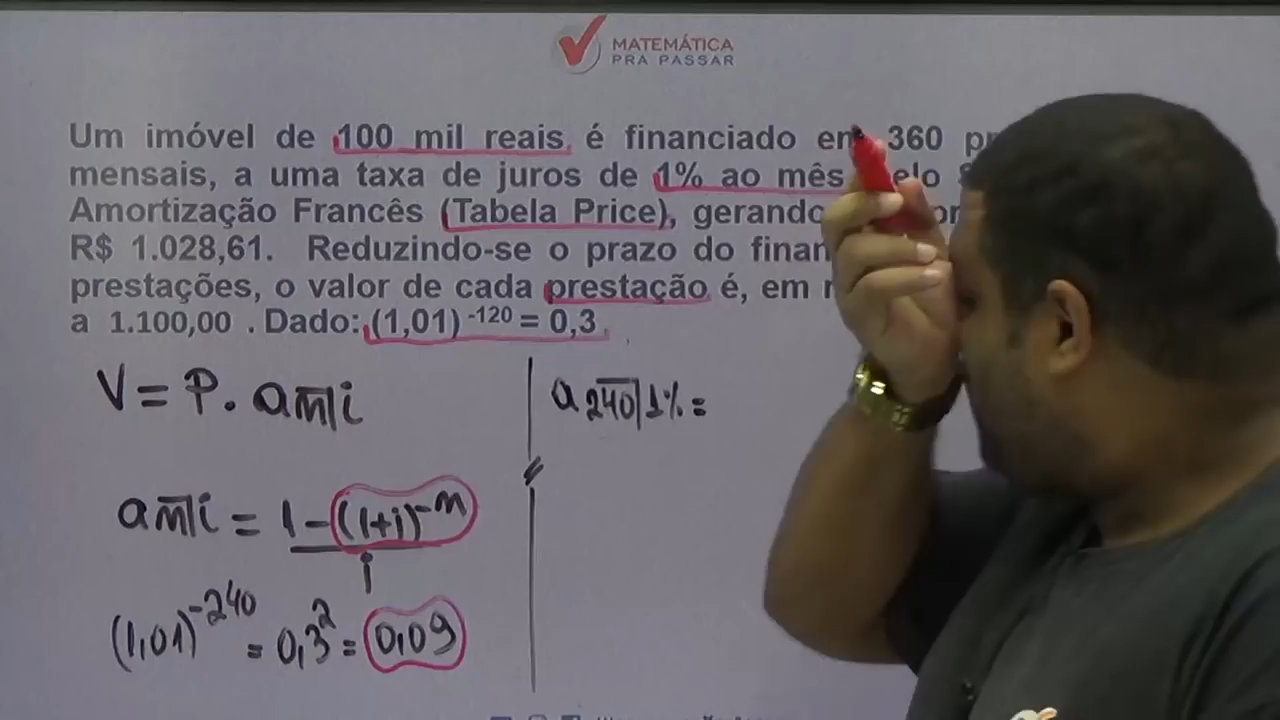 MATEMÁTICA
PRA PASSAR
Um imóvel de 100 mil reais é financiado em 360
mensais, a uma taxa de juros de 1% ao mês
Amortização Francês (Tabela Price), gerando
R$ 1.028,61. Reduzindo-se o prazo do
prestações, o valor de cada prestação é, em
a 1.100,00 . Dado: (1,01)⁻¹²⁰ = 0,3
V = P . an̅|i
an̅|i = 1 - (1+i)⁻ⁿ
i
(1,01)⁻²⁴⁰ = 0,3² = 0,09
a2̅4̅0̅|1% =